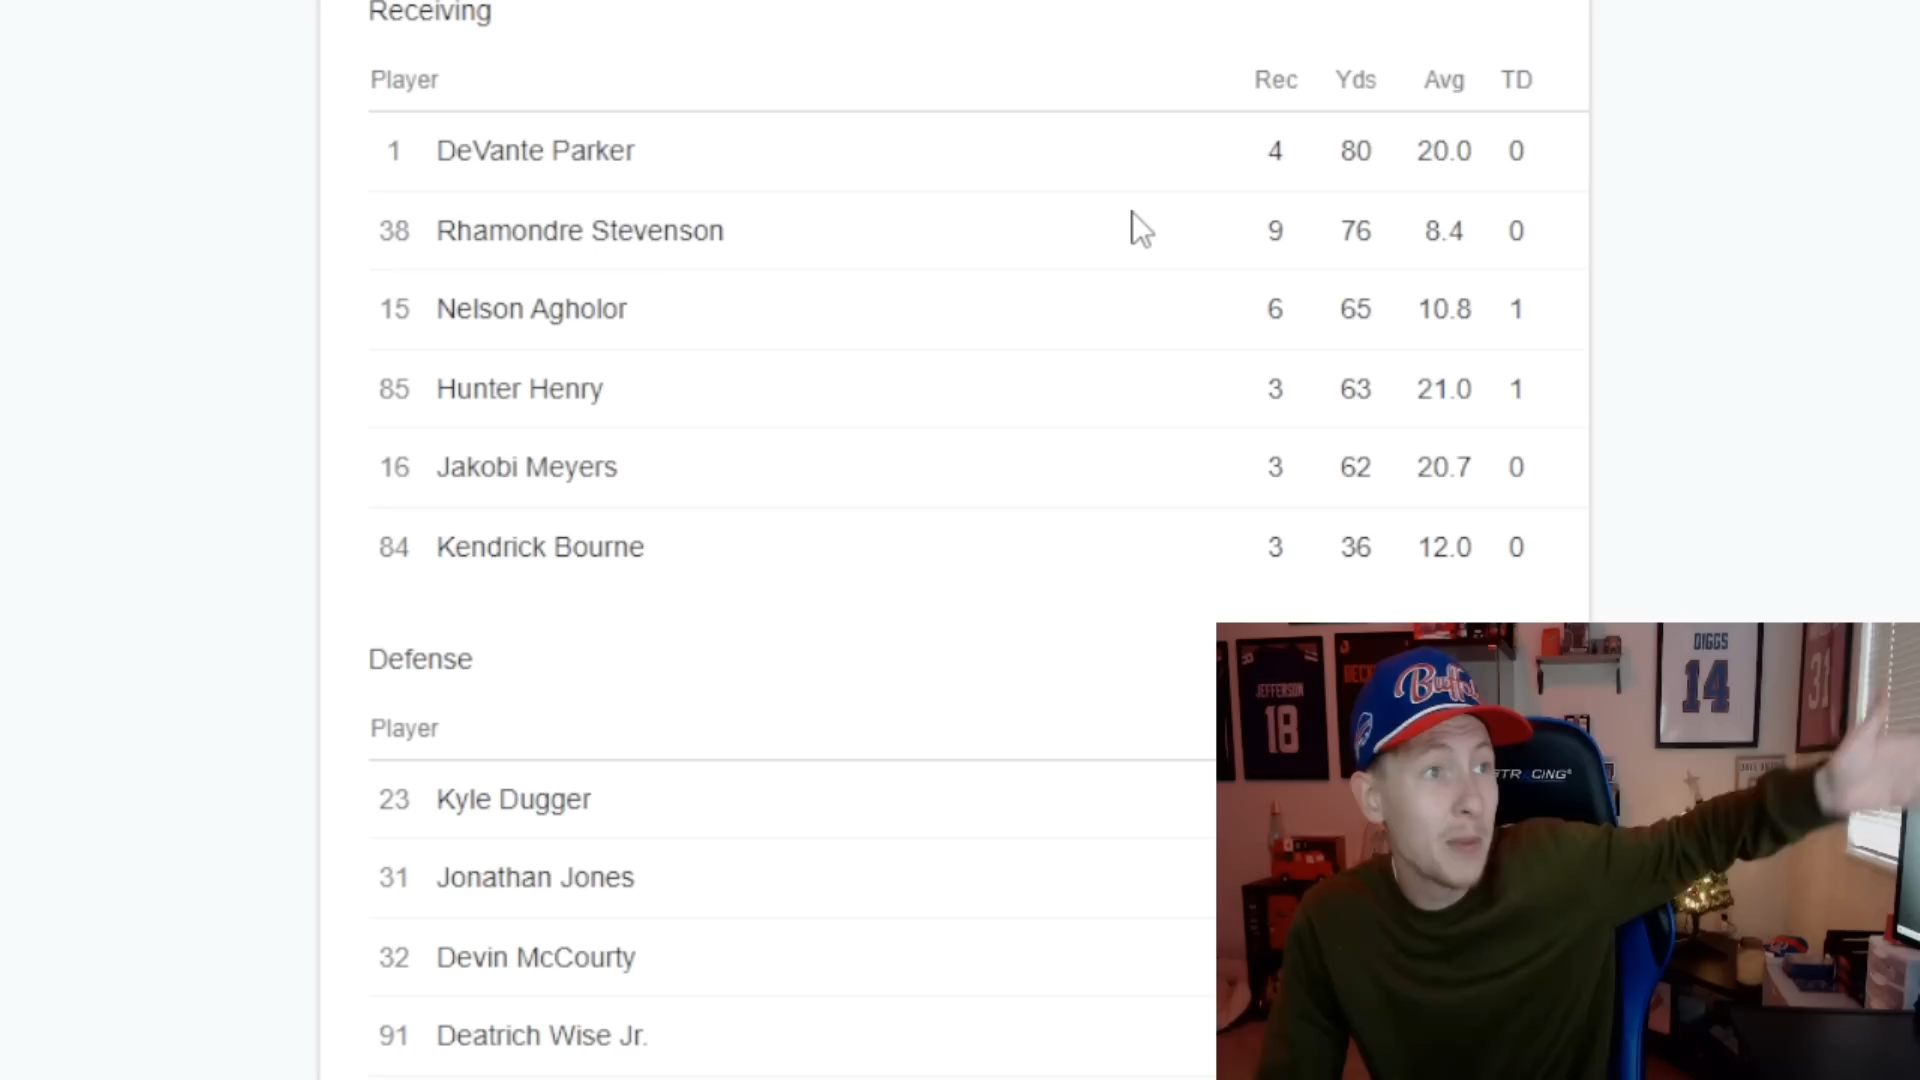 Receiving
Player Rec Yds Avg TD
1 DeVante Parker 4 80 20.0 0
38 Rhamondre Stevenson 9 76 8.4 0
15 Nelson Agholor 6 65 10.8 1
85 Hunter Henry 3 63 21.0 1
16 Jakobi Meyers 3 62 20.7 0
84 Kendrick Bourne 3 36 12.0 0
Defense
Player
23 Kyle Dugger
31 Jonathan Jones
32 Devin McCourty
91 Deatrich Wise Jr.
JEFFERSON
18
DIGGS
14
31